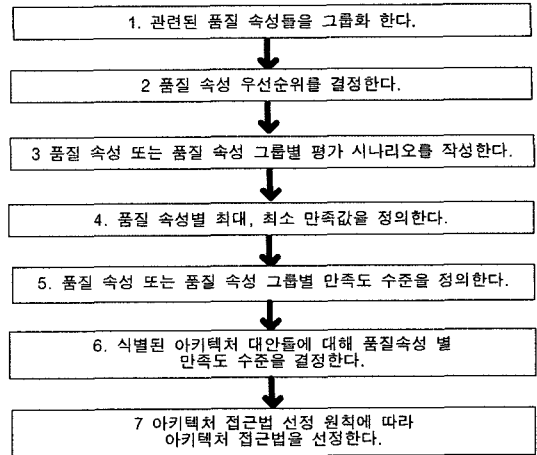 1. 관련된 품질 속성들을 그룹화 한다.
2 품질 속성 우선순위를 결정한다.
3 품질 속성 또는 품질 속성 그룹별 평가 시나리오를 작성한다.
4. 품질 속성별 최대, 최소 만족값을 정의한다.
5. 품질 속성 또는 품질 속성 그룹별 만족도 수준을 정의한다.
6. 식별된 아키텍처 대안들에 대해 품질속성 별
만족도 수준을 결정한다.
7 아키텍처 접근법 선정 원칙에 따라
아키텍처 접근법을 선정한다.